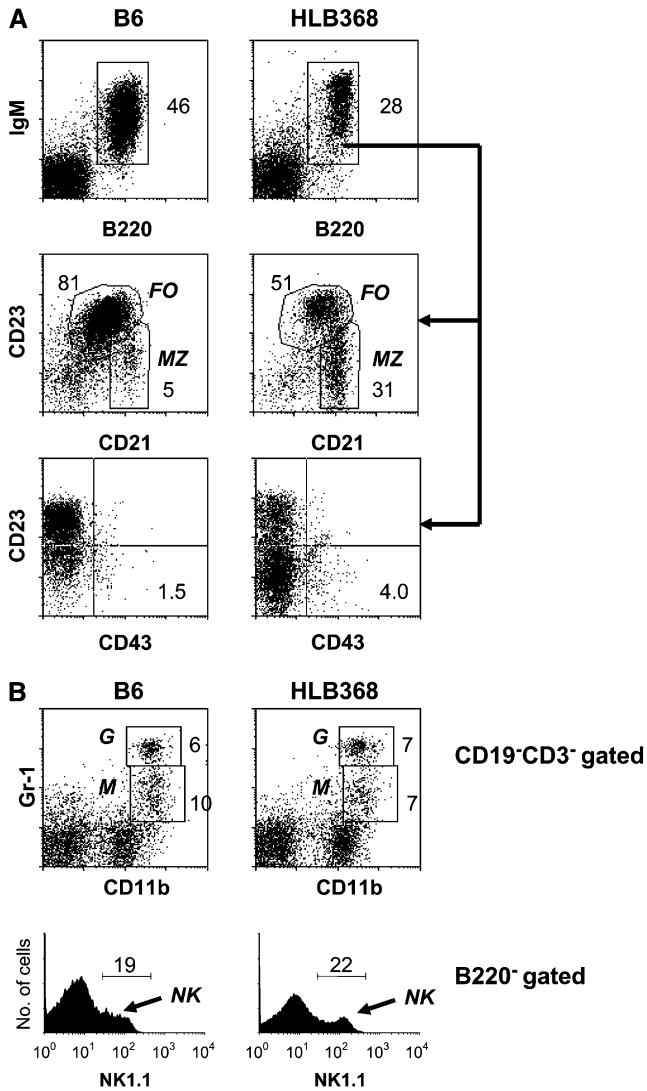 A
B6 HLB368
IgM
46 28
B220 B220
CD23
81 FO MZ 5
51 FO MZ 31
CD21 CD21
CD23
1.5 4.0
CD43 CD43
B
B6 HLB368
Gr-1
G 6 M 10
G 7 M 7
CD19⁻CD3⁻ gated
CD11b CD11b
No. of cells
19 NK
22 NK
B220⁻ gated
10⁰ 10¹ 10² 10³ 10⁴ 10⁰ 10¹ 10² 10³ 10⁴
NK1.1 NK1.1